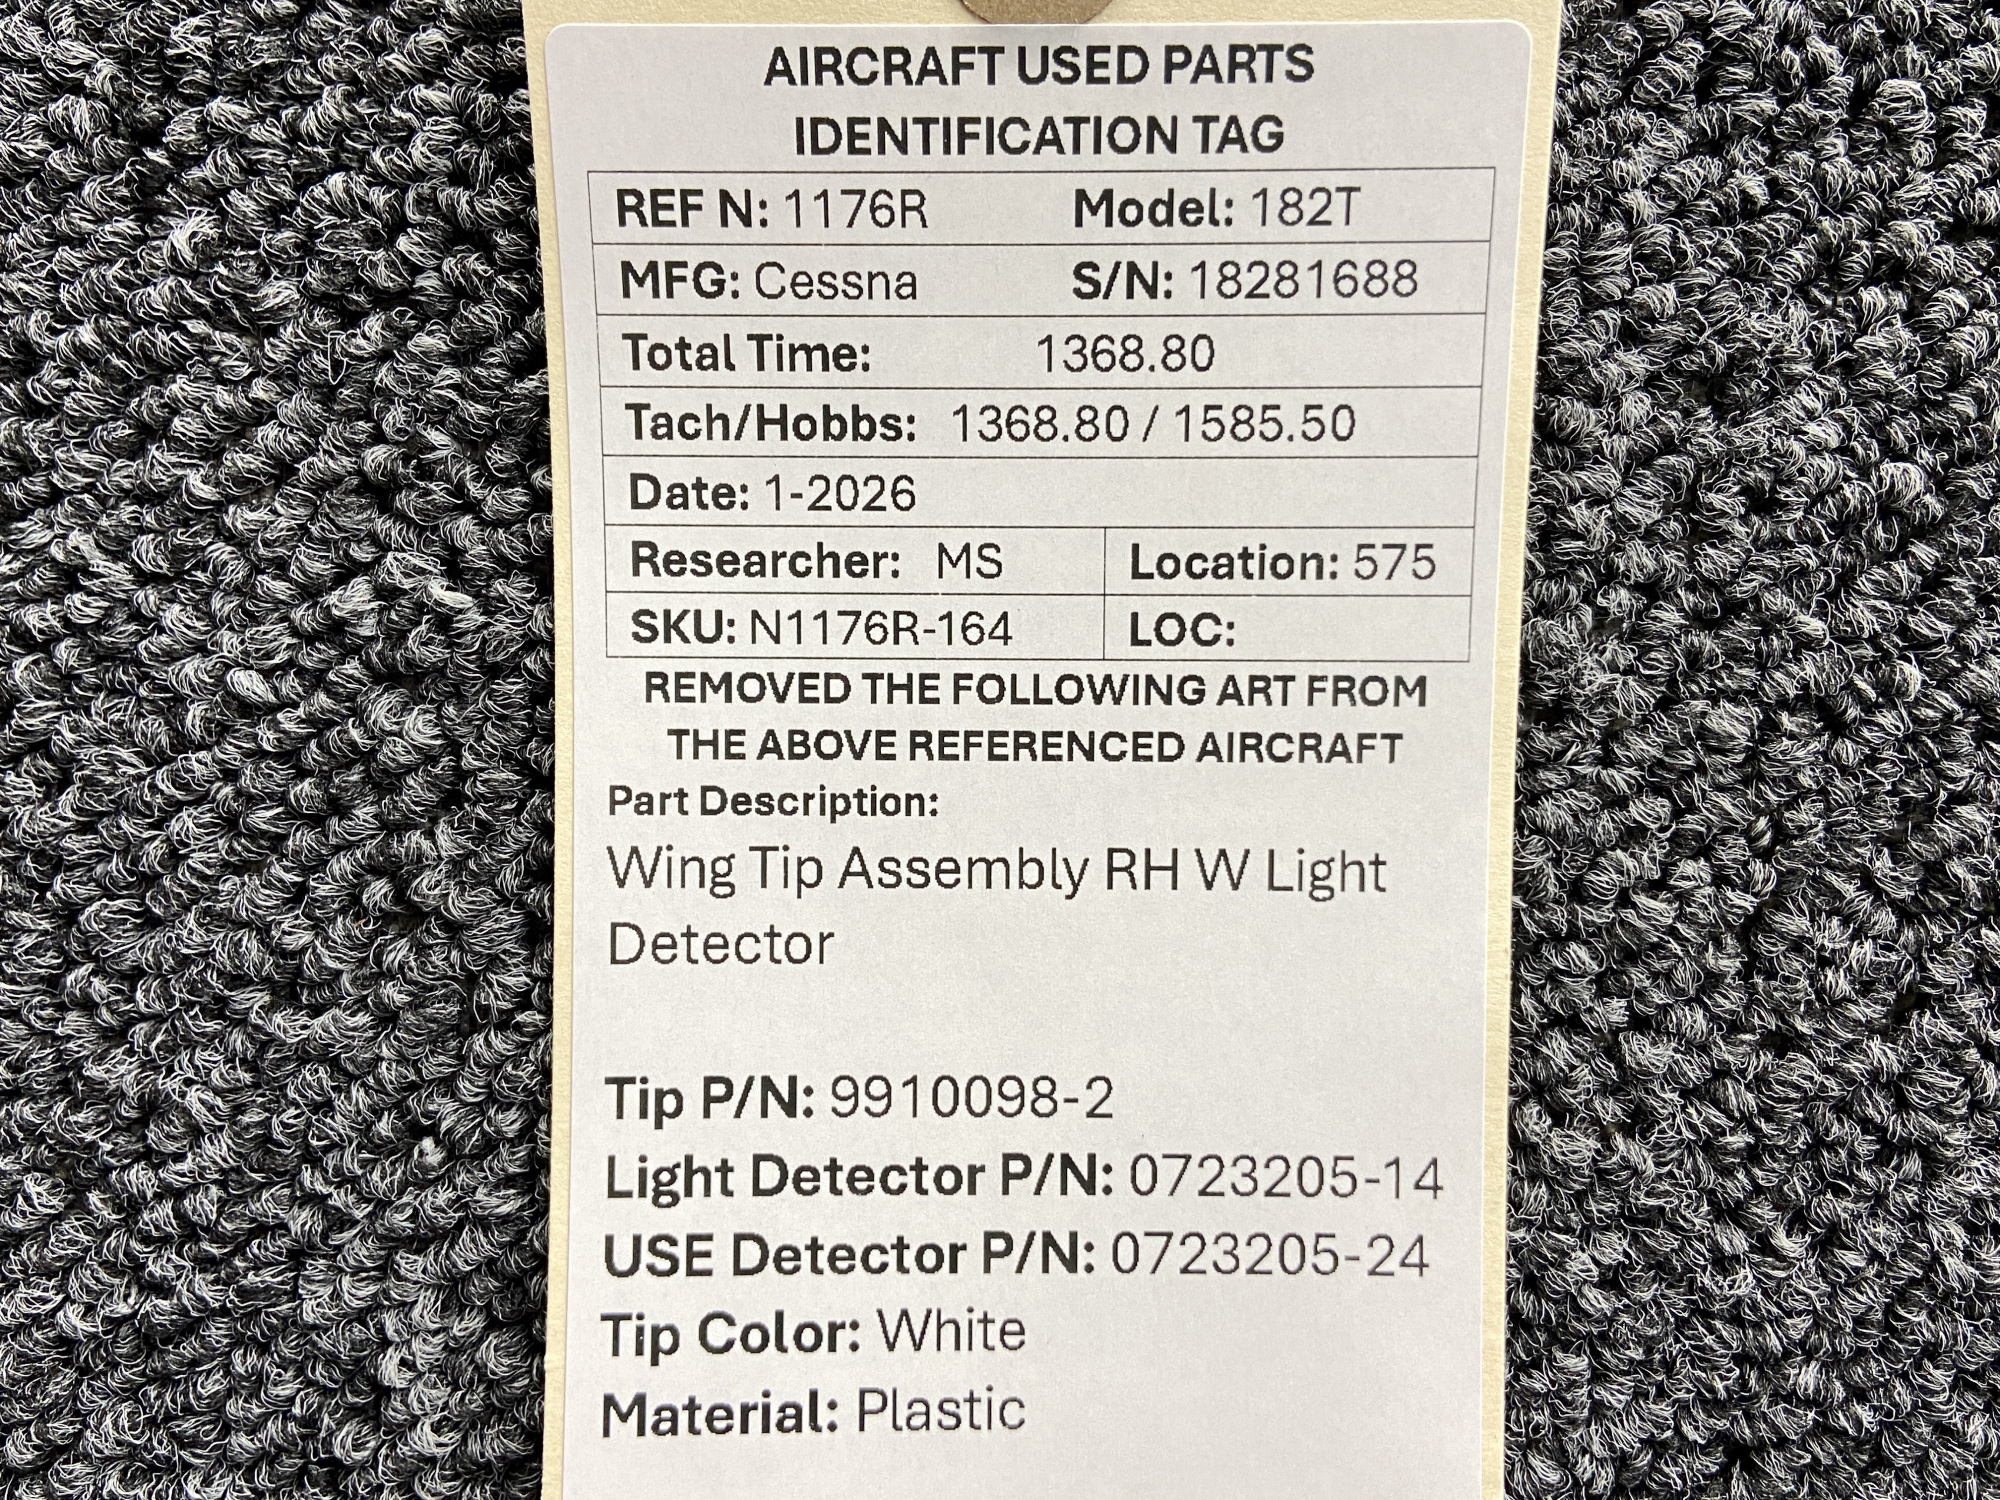 AIRCRAFT USED PARTS
IDENTIFICATION TAG
REF N: 1176R Model: 182T
MFG: Cessna S/N: 18281688
Total Time: 1368.80
Tach/Hobbs: 1368.80 / 1585.50
Date: 1-2026
Researcher: MS Location: 575
SKU: N1176R-164 LOC:
REMOVED THE FOLLOWING ART FROM
THE ABOVE REFERENCED AIRCRAFT
Part Description:
Wing Tip Assembly RH W Light
Detector
Tip P/N: 9910098-2
Light Detector P/N: 0723205-14
USE Detector P/N: 0723205-24
Tip Color: White
Material: Plastic